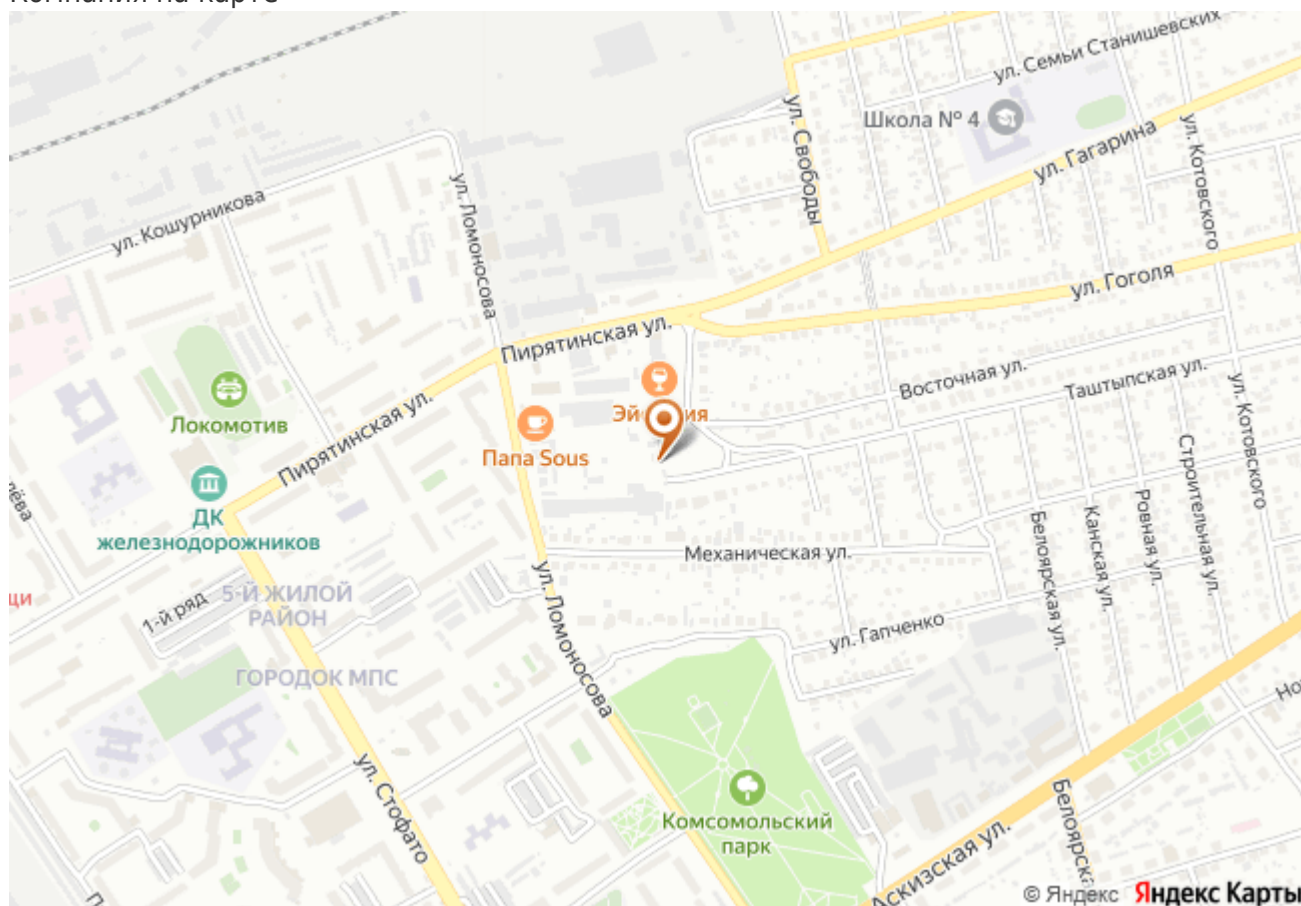 Компания на карте
ул. Семьи Станишевских
Школа № 4
ул. Гагарина
ул. Свободы
ул. Котовского
ул. Ломоносова
ул. Кошурникова
ул. Гоголя
Пирятинская ул.
Восточная ул.
Таштыпская ул.
ул. Котовского
Локомотив
Пирятинская ул.
Папа Sous
Строительная ул.
ДК
железнодорожников
Ровная ул.
Канская ул.
Белоярская ул.
Механическая ул.
1-й ряд
5-Й ЖИЛОЙ
РАЙОН
ул. Ломоносова
ул. Гапченко
ГОРОДОК МПС
ул. Стофато
Комсомольский
парк
Аскизская ул.
© Яндекс Яндекс Карты